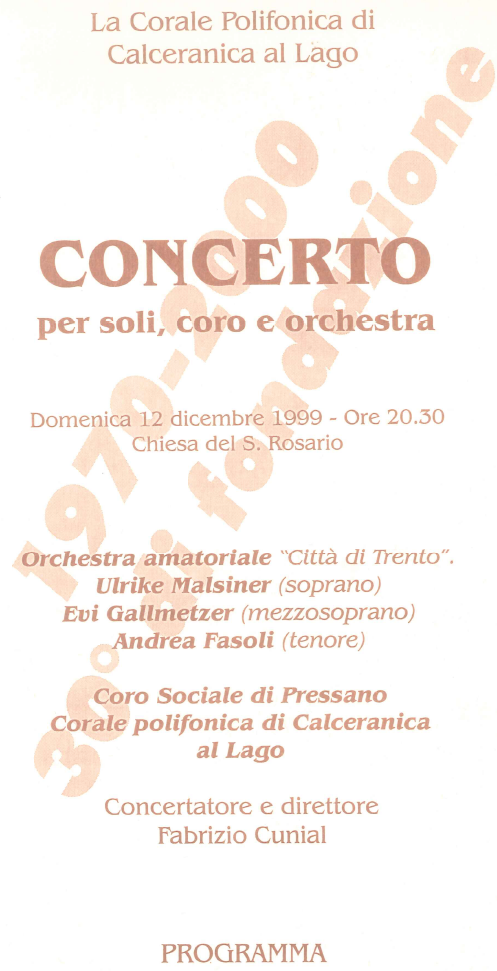 La Corale Polifonica di
Calceranica al Lago
CONCERTO
per soli, coro e orchestra
Domenica 12 dicembre 1999 - Ore 20.30
Chiesa del S. Rosario
Orchestra amatoriale "Città di Trento".
Ulrike Malsiner (soprano)
Evi Gallmetzer (mezzosoprano)
Andrea Fasoli (tenore)
Coro Sociale di Pressano
Corale polifonica di Calceranica
al Lago
Concertatore e direttore
Fabrizio Cunial
PROGRAMMA
1970-2000
30° di fondazione